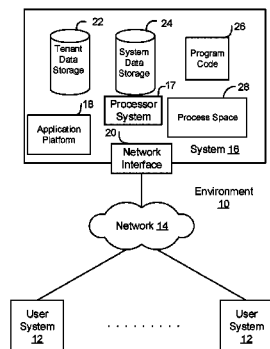 22
24
26
Tenant
Data
Storage
System
Data
Storage
Program
Code
17
18
28
Processor
System
Process Space
Application
Platform
20
System 16
Network
Interface
Environment
10
Network 14
User
System
12
. . . . . . . . .
User
System
12